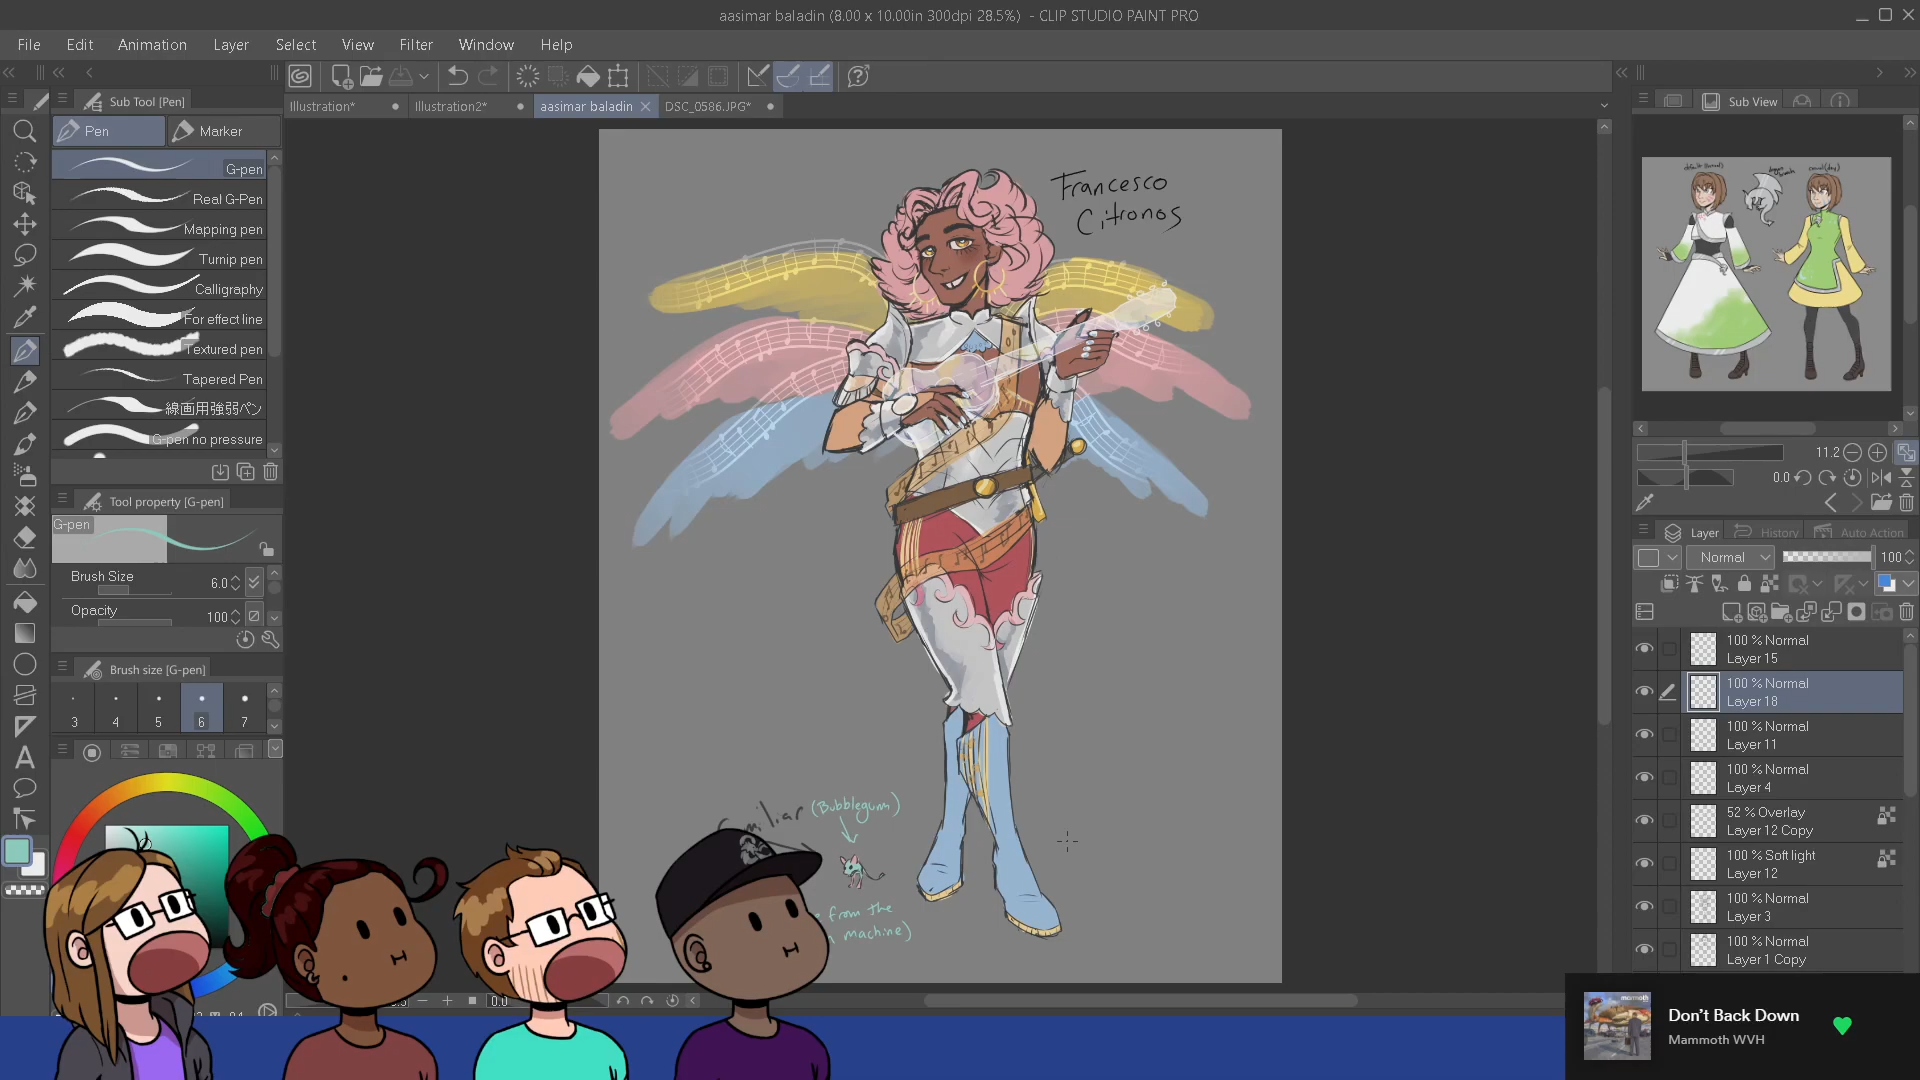 aasimar baladin (8.00 x 10.00in 300dpi 28.5%) - CLIP STUDIO PAINT PRO
File Edit Animation Layer Select View Filter Window Help
Sub Tool [Pen]
Pen Marker
G-pen
Real G-Pen
Mapping pen
Turnip pen
Calligraphy
For effect line
Textured pen
Tapered Pen
線画用強弱ペン
G-pen no pressure
Tool property [G-pen]
G-pen
Brush Size 6.0
Opacity 100
Brush size [G-pen]
3 4 5 6 7
Illustration* Illustration2* aasimar baladin DSC_0586.JPG*
Francesco
Citronos
(Bubblegum)
from the
machine)
0.0
Sub View
11.2
0.0
Layer History Auto Action
Normal 100
100 % Normal
Layer 15
100 % Normal
Layer 18
100 % Normal
Layer 11
100 % Normal
Layer 4
52 % Overlay
Layer 12 Copy
100 % Soft light
Layer 12
100 % Normal
Layer 3
100 % Normal
Layer 1 Copy
Don't Back Down
Mammoth WVH